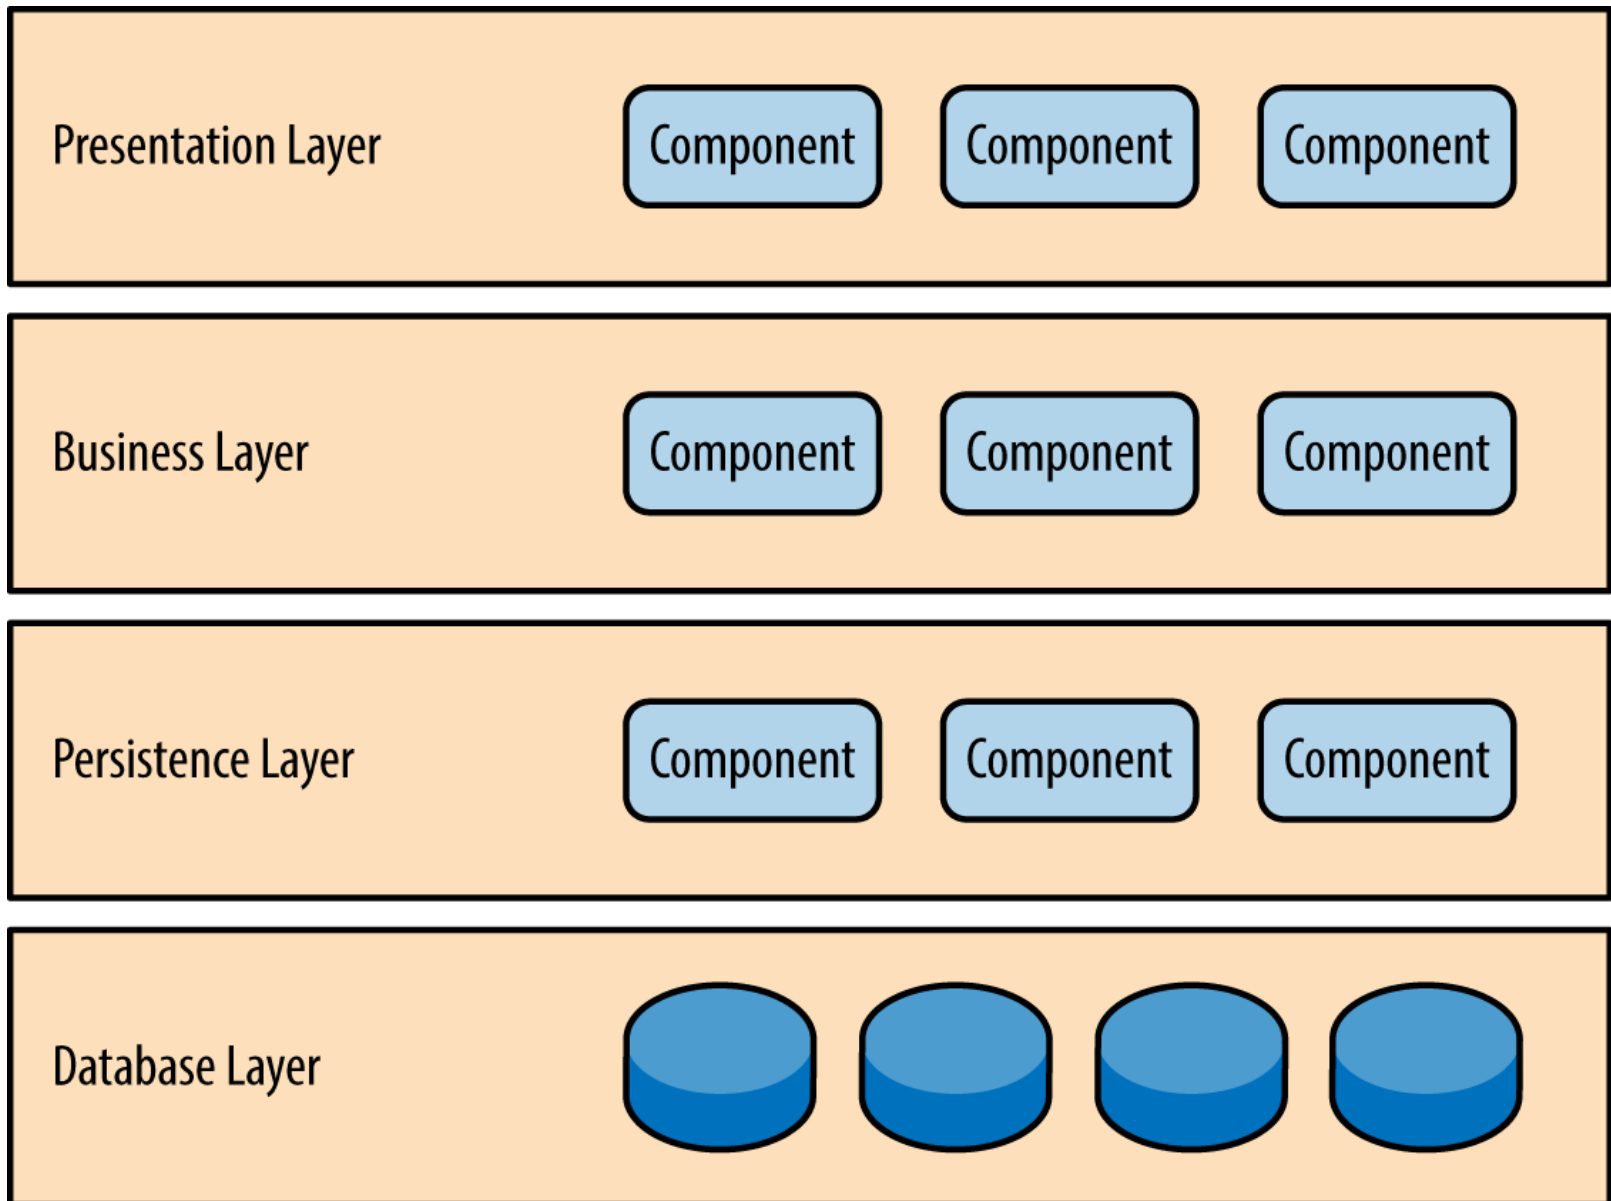 Presentation Layer
Component Component Component
Business Layer
Component Component Component
Persistence Layer
Component Component Component
Database Layer